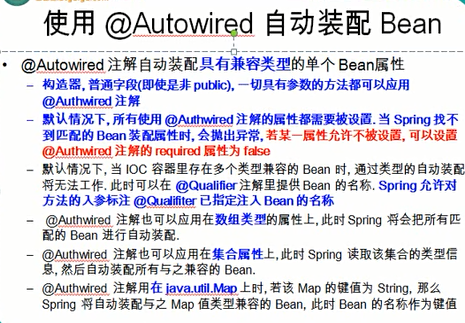 使用 @Autowired 自动装配 Bean
• @Autowired 注解自动装配具有兼容类型的单个Bean属性
– 构造器, 普通字段(即使是非 public), 一切具有参数的方法都可以应用
@Authwired 注解
– 默认情况下, 所有使用 @Authwired 注解的属性都需要被设置. 当 Spring 找不
到匹配的 Bean 装配属性时, 会抛出异常, 若某一属性允许不被设置, 可以设置
@Authwired 注解的 required 属性为 false
– 默认情况下, 当 IOC 容器里存在多个类型兼容的 Bean 时, 通过类型的自动装配
将无法工作. 此时可以在 @Qualifier 注解里提供 Bean 的名称. Spring 允许对
方法的入参标注 @Qualifiter 已指定注入 Bean 的名称
– @Authwired 注解也可以应用在数组类型的属性上, 此时 Spring 将会把所有匹
配的 Bean 进行自动装配.
– @Authwired 注解也可以应用在集合属性上, 此时 Spring 读取该集合的类型信
息, 然后自动装配所有与之兼容的 Bean.
– @Authwired 注解用在 java.util.Map 上时, 若该 Map 的键值为 String, 那么
Spring 将自动装配与之 Map 值类型兼容的 Bean, 此时 Bean 的名称作为键值